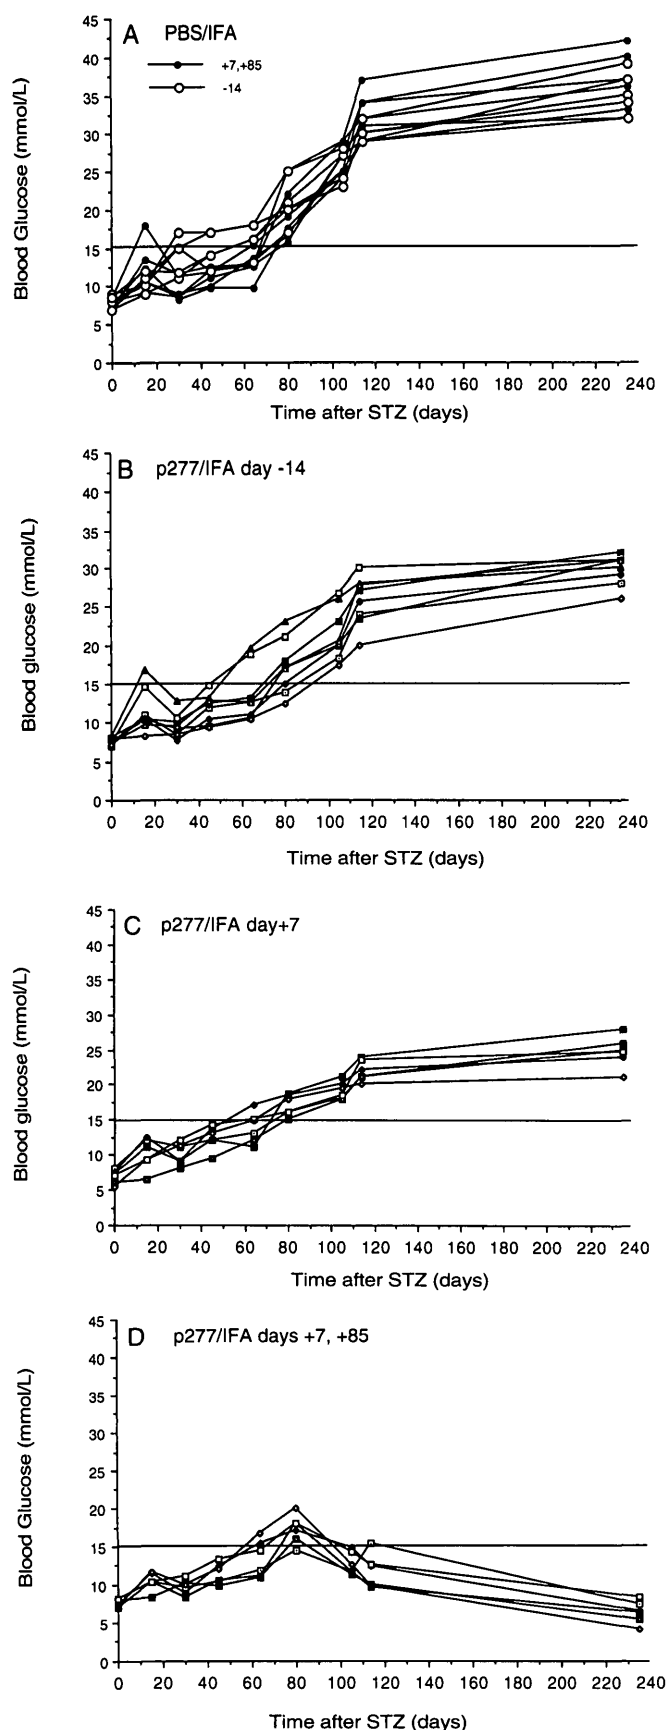 A PBS/IFA
+7,+85
-14
Blood Glucose (mmol/L)
45
40
35
30
25
20
15
10
5
0
0 20 40 60 80 100 120 140 160 180 200 220 240
Time after STZ (days)
B p277/IFA day -14
Blood glucose (mmol/L)
45
40
35
30
25
20
15
10
5
0
0 20 40 60 80 100 120 140 160 180 200 220 240
Time after STZ (days)
C p277/IFA day+7
Blood glucose (mmol/L)
45
40
35
30
25
20
15
10
5
0
0 20 40 60 80 100 120 140 160 180 200 220 240
Time after STZ (days)
D p277/IFA days +7, +85
Blood Glucose (mmol/L)
45
40
35
30
25
20
15
10
5
0
0 20 40 60 80 100 120 140 160 180 200 220 240
Time after STZ (days)